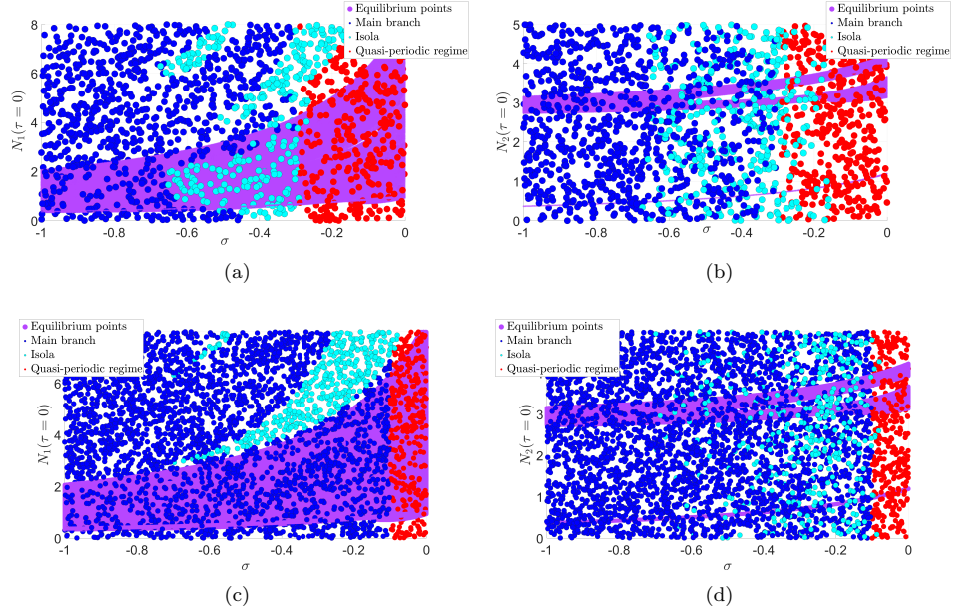 Equilibrium points
Main branch
Isola
Quasi-periodic regime
8
6
4
2
0
N₁(τ = 0)
-1
-0.8
-0.6
-0.4
-0.2
0
σ
(a)
Equilibrium points
Main branch
Isola
Quasi-periodic regime
5
4
3
2
1
0
N₂(τ = 0)
-1
-0.8
-0.6
-0.4
-0.2
0
σ
(b)
Equilibrium points
Main branch
Isola
Quasi-periodic regime
6
4
2
0
N₁(τ = 0)
-1
-0.8
-0.6
-0.4
-0.2
0
σ
(c)
Equilibrium points
Main branch
Isola
Quasi-periodic regime
3
2
1
0
N₂(τ = 0)
-1
-0.8
-0.6
-0.4
-0.2
0
σ
(d)